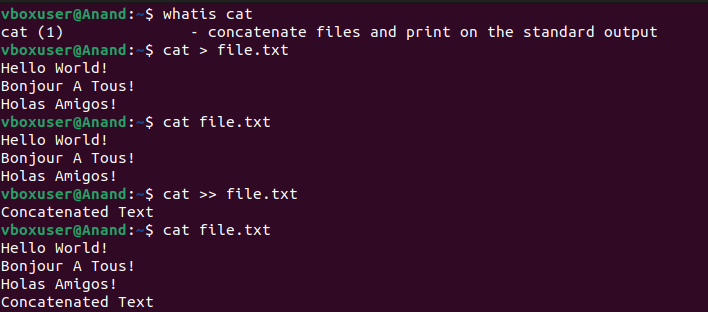 vboxuser@Anand:~$ whatis cat
cat (1)              - concatenate files and print on the standard output
vboxuser@Anand:~$ cat > file.txt
Hello World!
Bonjour A Tous!
Holas Amigos!
vboxuser@Anand:~$ cat file.txt
Hello World!
Bonjour A Tous!
Holas Amigos!
vboxuser@Anand:~$ cat >> file.txt
Concatenated Text
vboxuser@Anand:~$ cat file.txt
Hello World!
Bonjour A Tous!
Holas Amigos!
Concatenated Text